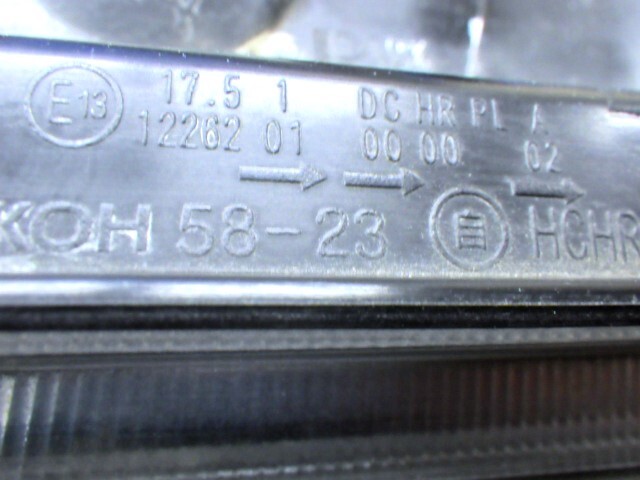 E13 17.5 1 DC HR PL A
12262 01 00 00 02
KOH 58-23 自 HCHR